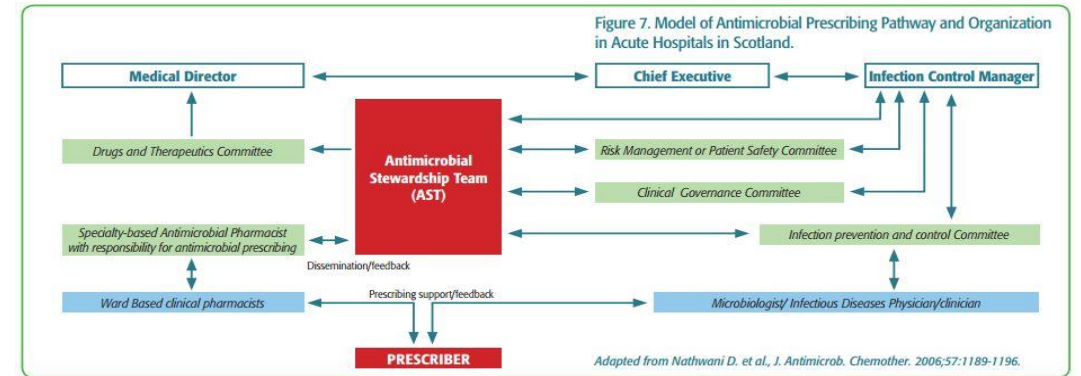 Figure 7. Model of Antimicrobial Prescribing Pathway and Organization
in Acute Hospitals in Scotland.
Medical Director
Chief Executive
Infection Control Manager
Drugs and Therapeutics Committee
Antimicrobial
Stewardship Team
(AST)
Risk Management or Patient Safety Committee
Clinical Governance Committee
Specialty-based Antimicrobial Pharmacist
with responsibility for antimicrobial prescribing
Infection prevention and control Committee
Dissemination/feedback
Ward Based clinical pharmacists
Prescribing support/feedback
Microbiologist/ Infectious Diseases Physician/clinician
PRESCRIBER
Adapted from Nathwani D. et al., J. Antimicrob. Chemother. 2006;57:1189-1196.